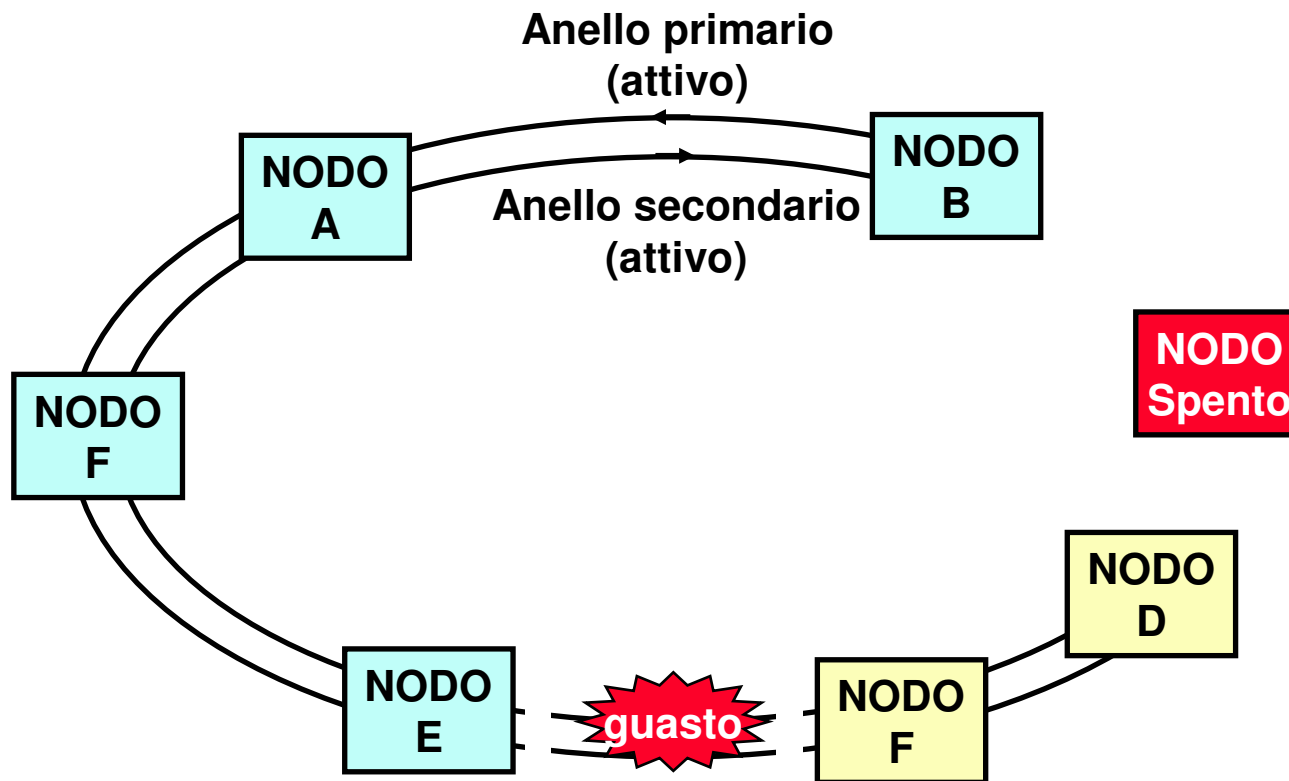 Anello primario
(attivo)
NODO
A
NODO
B
Anello secondario
(attivo)
NODO
Spento
NODO
F
NODO
D
NODO
E
guasto
NODO
F